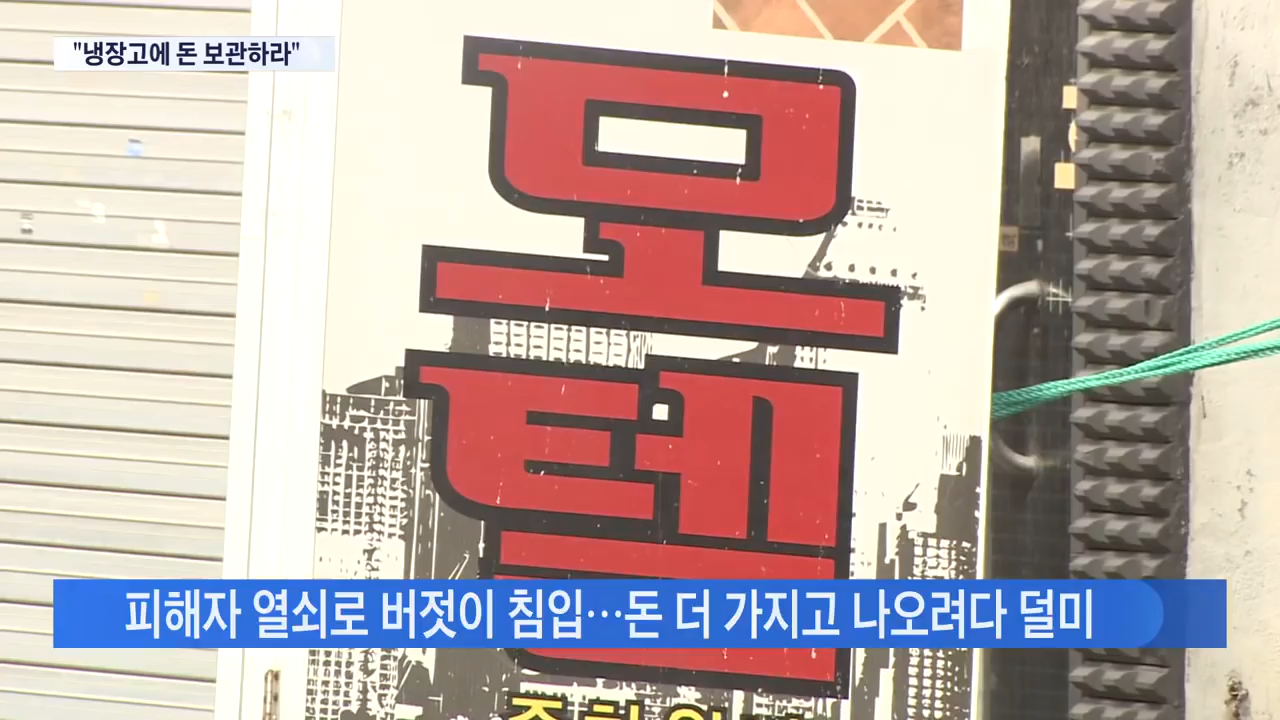 "냉장고에 돈 보관하라"
모텔
피해자 열쇠로 버젓이 침입…돈 더 가지고 나오려다 덜미